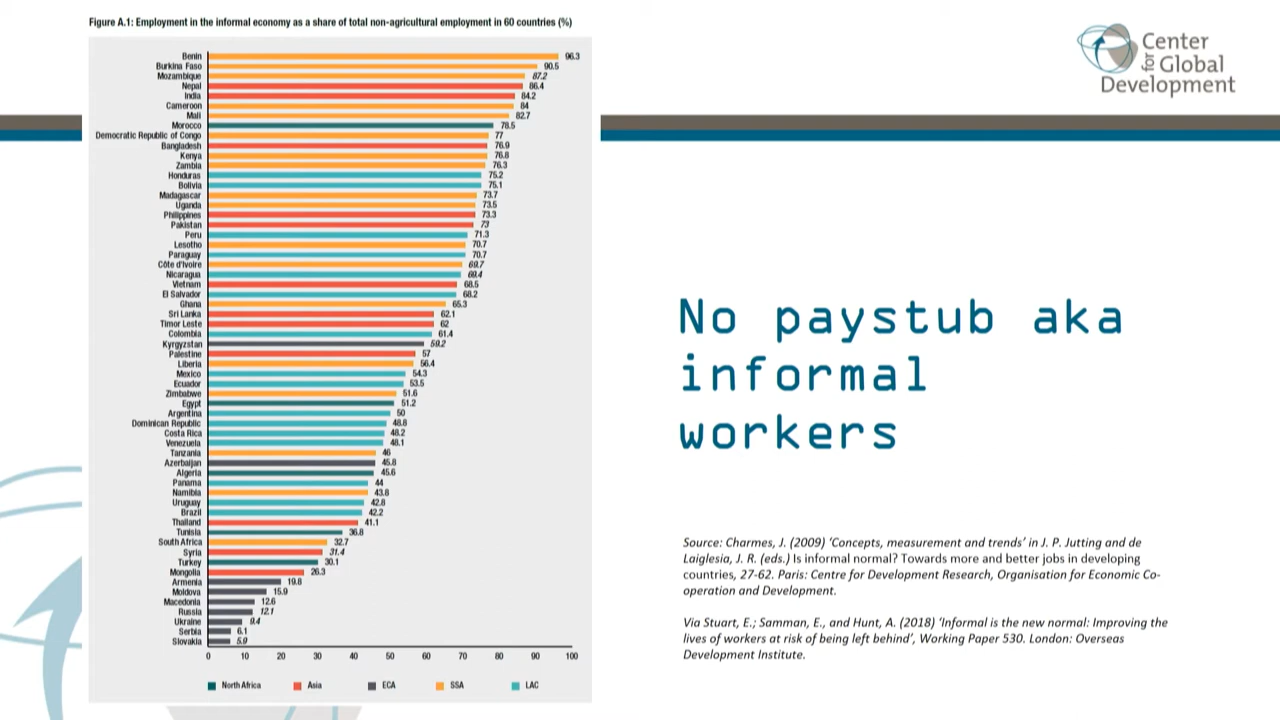 Figure A.1: Employment in the informal economy as a share of total non-agricultural employment in 60 countries (%)
Benin 96.3
Burkina Faso 90.5
Mozambique 87.2
Nepal 86.4
India 84.2
Cameroon 84
Mali 82.7
Morocco 78.5
Democratic Republic of Congo 77
Bangladesh 76.9
Kenya 76.8
Zambia 76.3
Honduras 75.2
Bolivia 75.1
Madagascar 73.7
Uganda 73.5
Philippines 73.3
Pakistan 73
Peru 71.3
Lesotho 70.7
Paraguay 70.7
Côte d'Ivoire 69.7
Nicaragua 69.4
Vietnam 68.5
El Salvador 68.2
Ghana 65.3
Sri Lanka 62.1
Timor Leste 62
Colombia 61.4
Kyrgyzstan 59.2
Palestine 57
Liberia 56.4
Mexico 54.3
Ecuador 53.5
Zimbabwe 51.6
Egypt 51.2
Argentina 50
Dominican Republic 48.8
Costa Rica 48.2
Venezuela 48.1
Tanzania 46
Azerbaijan 45.8
Algeria 45.6
Panama 44
Namibia 43.8
Uruguay 42.8
Brazil 42.2
Thailand 41.1
Tunisia 36.8
South Africa 32.7
Syria 31.4
Turkey 30.1
Mongolia 26.3
Armenia 19.8
Moldova 15.9
Macedonia 12.6
Russia 12.1
Ukraine 9.4
Serbia 6.1
Slovakia 5.9
0 10 20 30 40 50 60 70 80 90 100
North Africa Asia ECA SSA LAC
Center
for Global
Development
No paystub aka
informal
workers
Source: Charmes, J. (2009) ‘Concepts, measurement and trends’ in J. P. Jutting and de
Laiglesia, J. R. (eds.) Is informal normal? Towards more and better jobs in developing
countries, 27-62. Paris: Centre for Development Research, Organisation for Economic Co-
operation and Development.
Via Stuart, E.; Samman, E., and Hunt, A. (2018) ‘Informal is the new normal: Improving the
lives of workers at risk of being left behind’, Working Paper 530. London: Overseas
Development Institute.